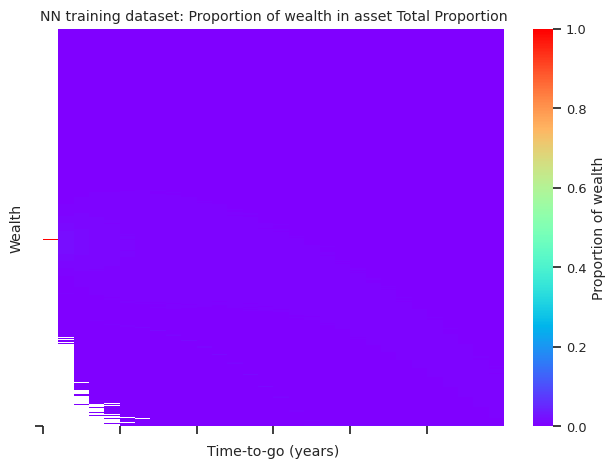 NN training dataset: Proportion of wealth in asset Total Proportion
Wealth
Time-to-go (years)
1.0
0.8
0.6
0.4
0.2
0.0
Proportion of wealth